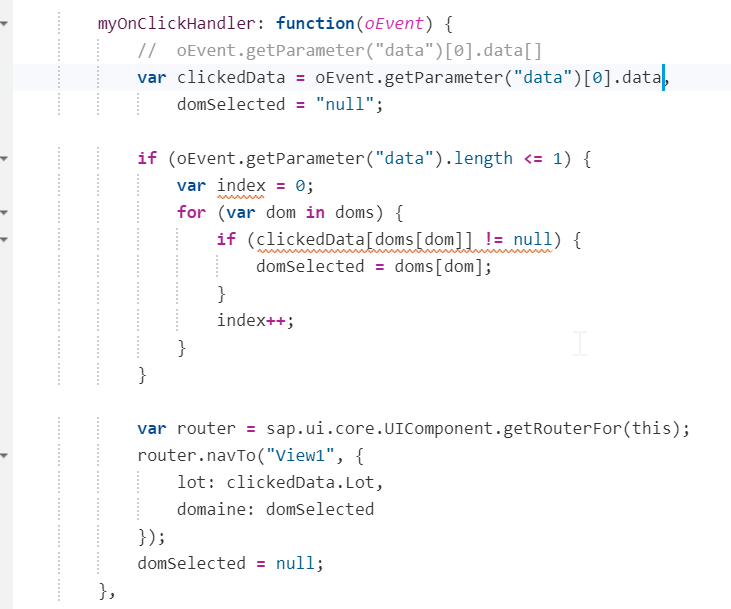 myOnClickHandler: function(oEvent) {
//  oEvent.getParameter("data")[0].data[]
var clickedData = oEvent.getParameter("data")[0].data,
domSelected = "null";
if (oEvent.getParameter("data").length <= 1) {
var index = 0;
for (var dom in doms) {
if (clickedData[doms[dom]] != null) {
domSelected = doms[dom];
}
index++;
}
}
var router = sap.ui.core.UIComponent.getRouterFor(this);
router.navTo("View1", {
lot: clickedData.Lot,
domaine: domSelected
});
domSelected = null;
},